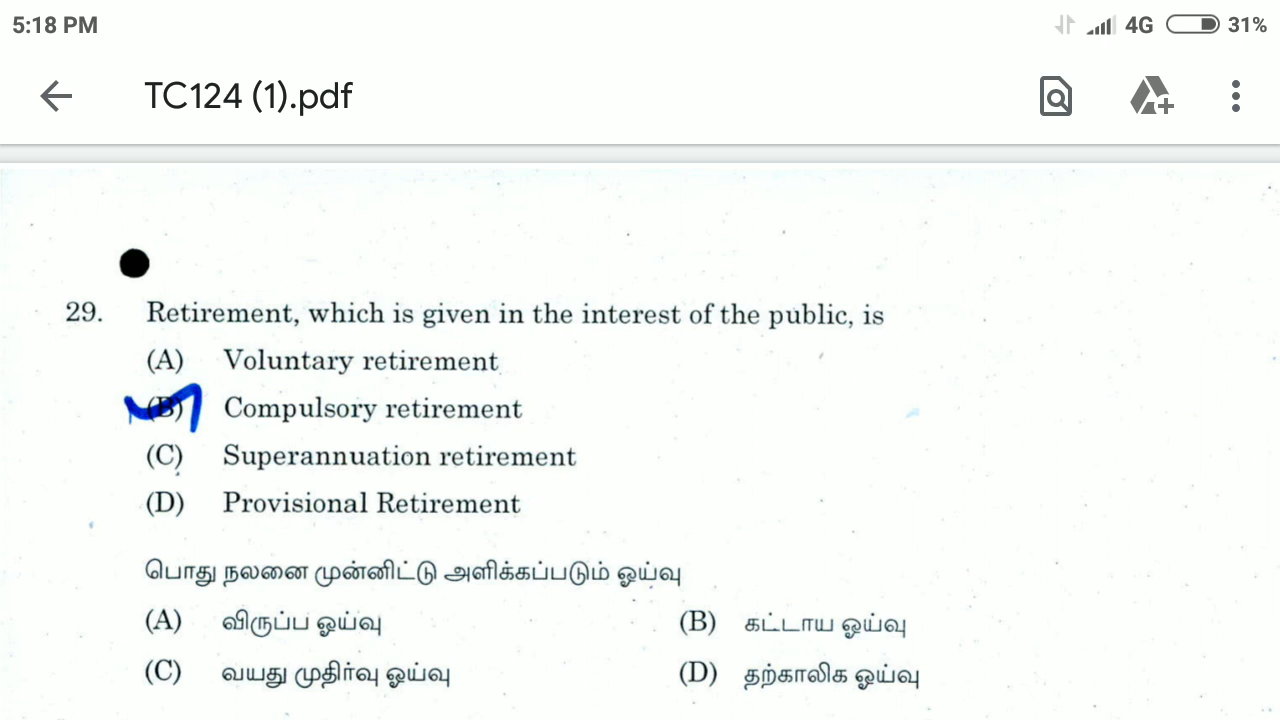 5:18 PM 4G 31%
TC124 (1).pdf
29. Retirement, which is given in the interest of the public, is
(A) Voluntary retirement
(B) Compulsory retirement
(C) Superannuation retirement
(D) Provisional Retirement
பொது நலனை முன்னிட்டு அளிக்கப்படும் ஓய்வு
(A) விருப்ப ஓய்வு (B) கட்டாய ஓய்வு
(C) வயது முதிர்வு ஓய்வு (D) தற்காலிக ஓய்வு